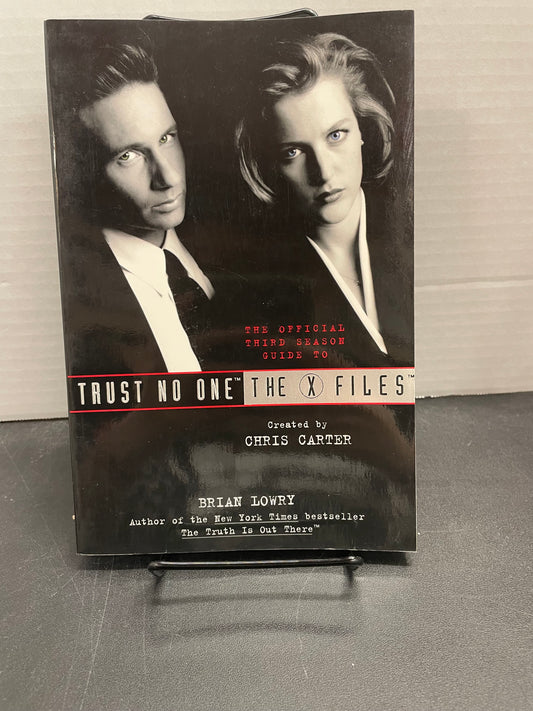 THE OFFICIAL
THIRD SEASON
GUIDE TO
TRUST NO ONE™ THE X FILES™
Created by
CHRIS CARTER
BRIAN LOWRY
Author of the New York Times bestseller
The Truth Is Out There™